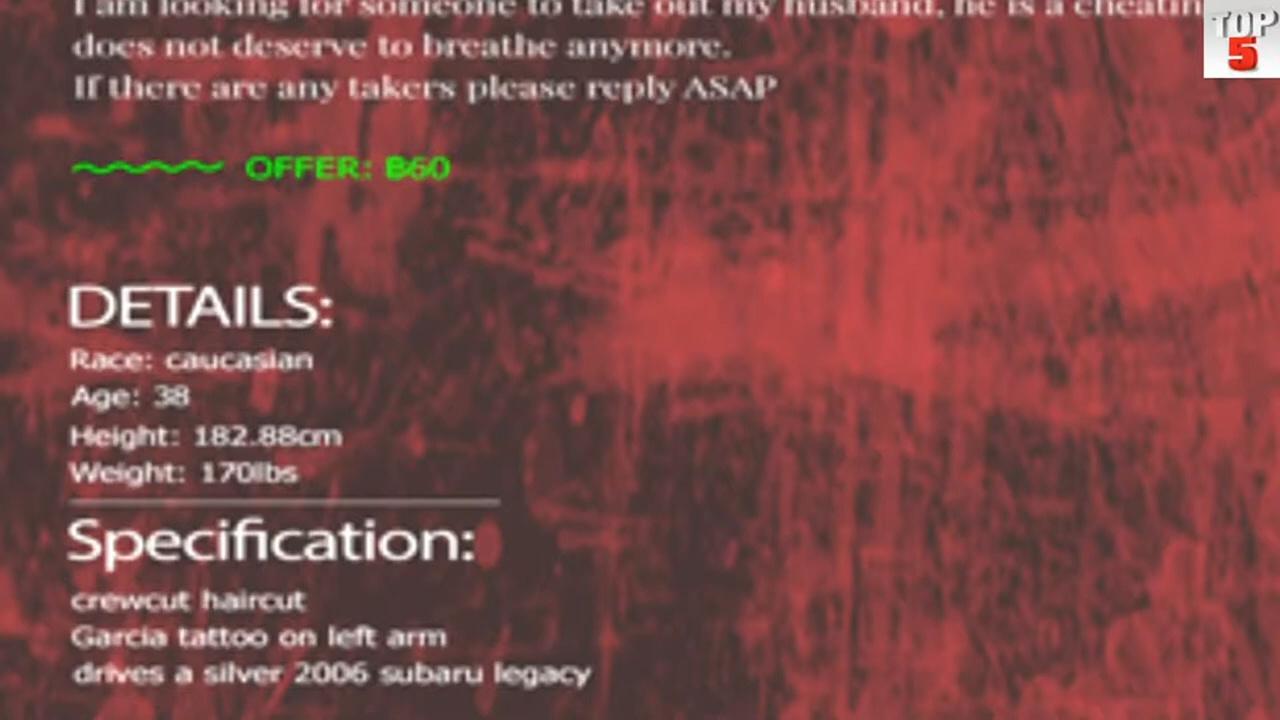 I am looking for someone to take out my husband, he is a cheatin
does not deserve to breathe anymore.
If there are any takers please reply ASAP
OFFER: B60
DETAILS:
Race: caucasian
Age: 38
Height: 182.88cm
Weight: 170lbs
Specification:
crewcut haircut
Garcia tattoo on left arm
drives a silver 2006 subaru legacy
TOP
5